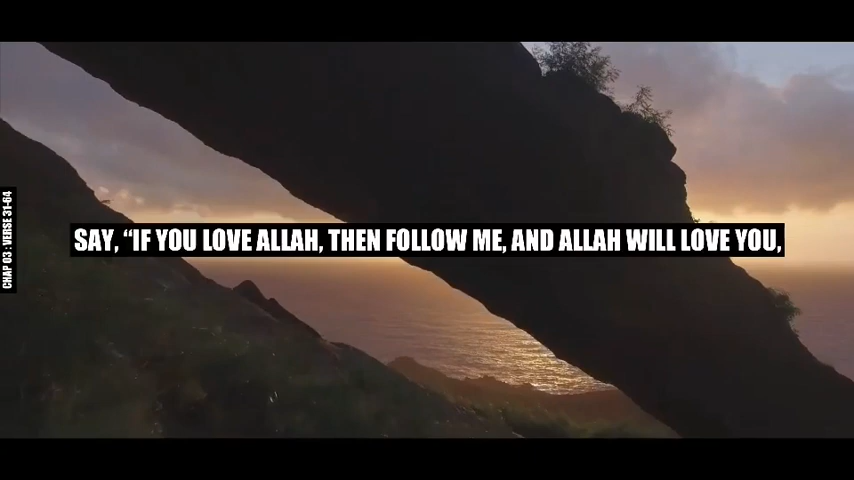 CHAP 03 : VERSE 31-64
SAY, “IF YOU LOVE ALLAH, THEN FOLLOW ME, AND ALLAH WILL LOVE YOU,